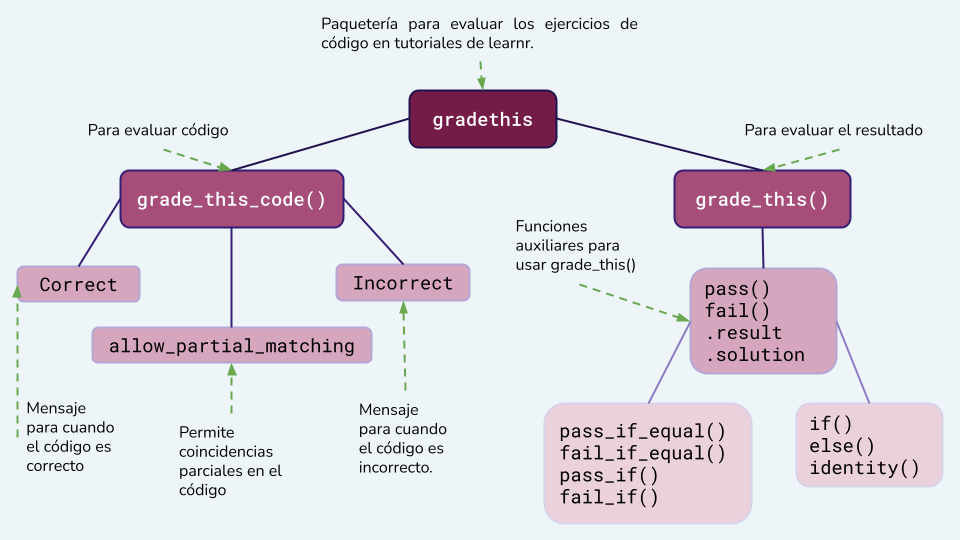 Paquetería para evaluar los ejercicios de
código en tutoriales de learnr.
gradethis
Para evaluar código
Para evaluar el resultado
grade_this_code()
grade_this()
Funciones
auxiliares para
usar grade_this()
Correct
Incorrect
allow_partial_matching
pass()
fail()
.result
.solution
Mensaje
para cuando
el código es
correcto
Permite
coincidencias
parciales en el
código
Mensaje
para cuando
el código es
incorrecto.
pass_if_equal()
fail_if_equal()
pass_if()
fail_if()
if()
else()
identity()